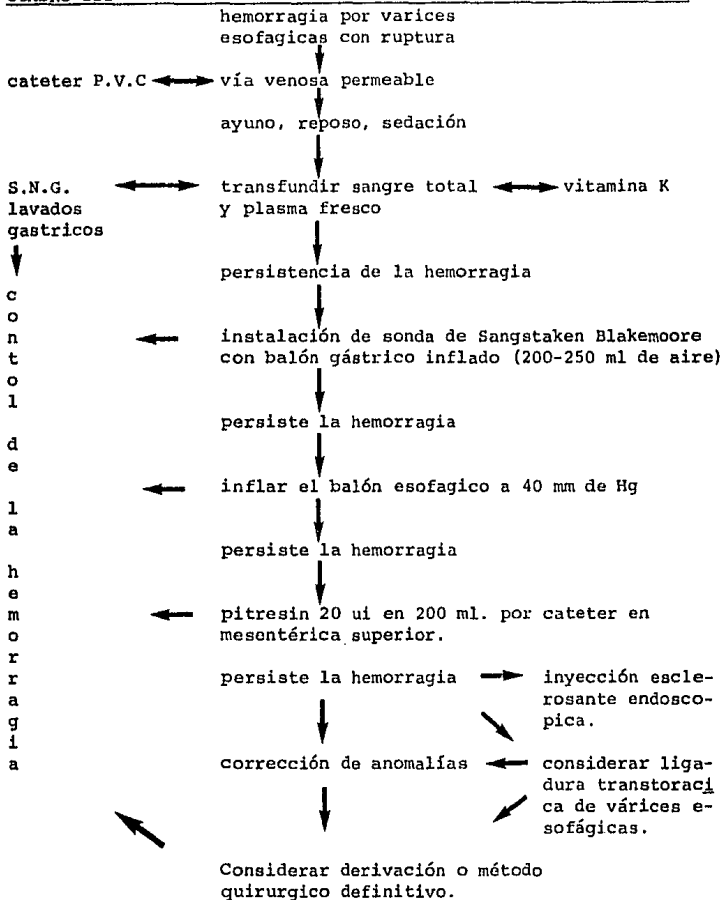 hemorragia por varices
esofagicas con ruptura
cateter P.V.C
vía venosa permeable
ayuno, reposo, sedación
S.N.G.
lavados
gastricos
transfundir sangre total
y plasma fresco
vitamina K
persistencia de la hemorragia
instalación de sonda de Sangstaken Blakemoore
con balón gástrico inflado (200-250 ml de aire)
persiste la hemorragia
inflar el balón esofagico a 40 mm de Hg
persiste la hemorragia
pitresin 20 ui en 200 ml. por cateter en
mesentérica superior.
persiste la hemorragia
inyección escle-
rosante endosco-
pica.
corrección de anomalías
considerar liga-
dura transtoraci
ca de várices e-
sofágicas.
Considerar derivación o método
quirurgico definitivo.
contol de la hemorragia